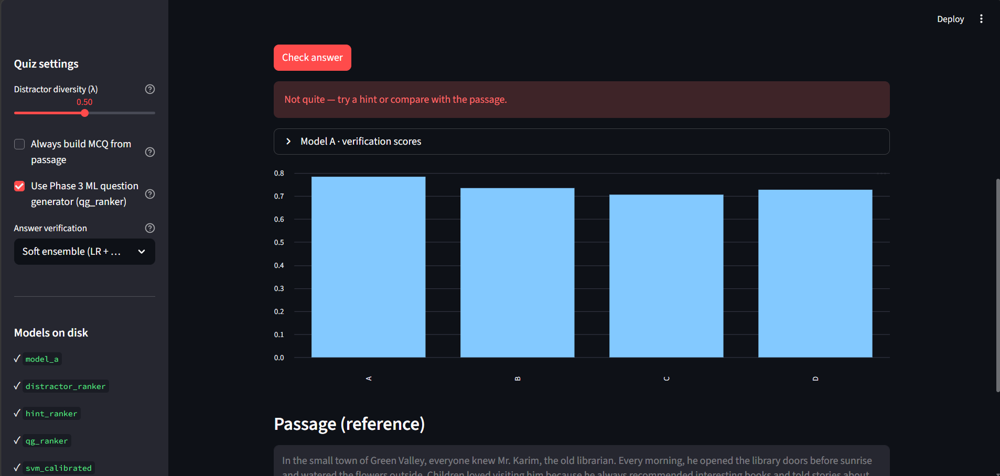 Deploy
Quiz settings
Distractor diversity (λ)
0.50
Always build MCQ from
passage
Use Phase 3 ML question
generator (qg_ranker)
Answer verification
Soft ensemble (LR + ...
Models on disk
✓ model_a
✓ distractor_ranker
✓ hint_ranker
✓ qg_ranker
✓ svm_calibrated
Check answer
Not quite — try a hint or compare with the passage.
Model A · verification scores
0.8
0.7
0.6
0.5
0.4
0.3
0.2
0.1
0.0
A
B
C
D
Passage (reference)
In the small town of Green Valley, everyone knew Mr. Karim, the old librarian. Every morning, he opened the library doors before sunrise
and watered the flowers outside. Children loved visiting him because he always recommended interesting books and told stories about